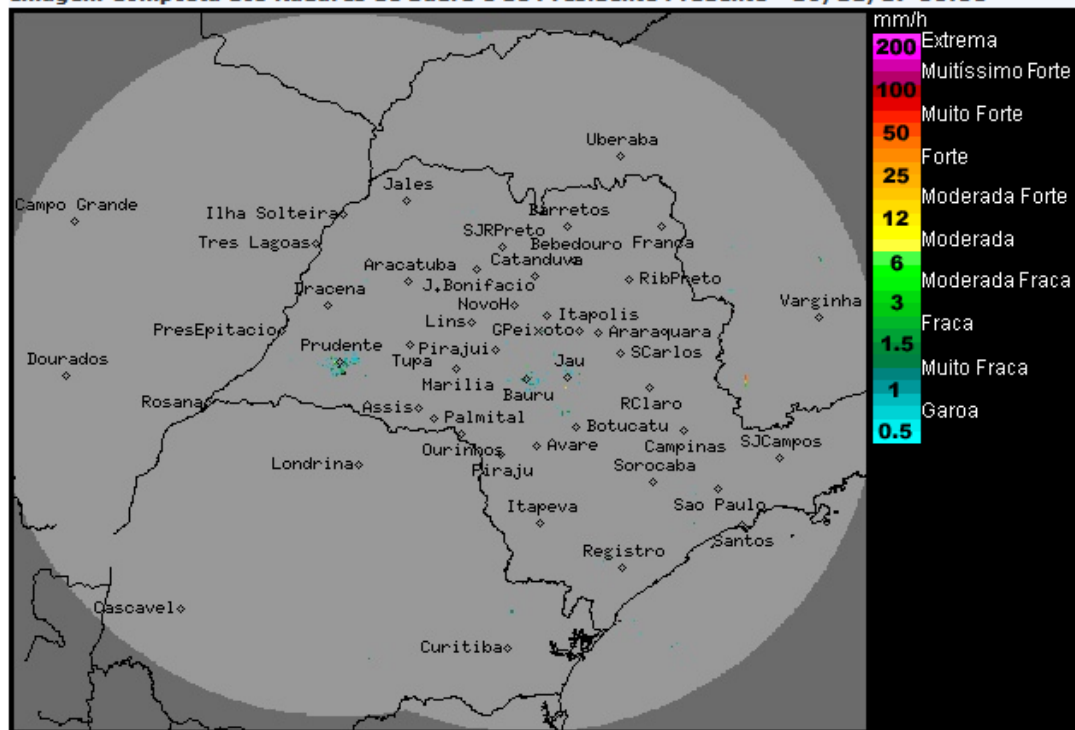 mm/h
200 Extrema
Muitíssimo Forte
100
Muito Forte
50
Forte
25
Moderada Forte
12
Moderada
6
Moderada Fraca
3
Fraca
1.5
Muito Fraca
1
Garoa
0.5
Uberaba
Jales
Campo Grande
Ilha Solteira
Barretos
SJRPreto
Tres Lagoas
Bebedouro
Franca
Aracatuba
Catanduva
Dracena
J.Bonifacio
RibPreto
NovoH
Varginha
Itapolis
Lins
PresEpitacio
GPeixoto
Araraquara
Prudente
Pirajui
SCarlos
Dourados
Tupa
Jau
Marilia
Bauru
Rosana
Assis
RClaro
Palmital
Botucatu
Ourinhos
Avare
Campinas
SJCampos
Londrina
Piraju
Sorocaba
Itapeva
Sao Paulo
Santos
Registro
Cascavel
Curitiba